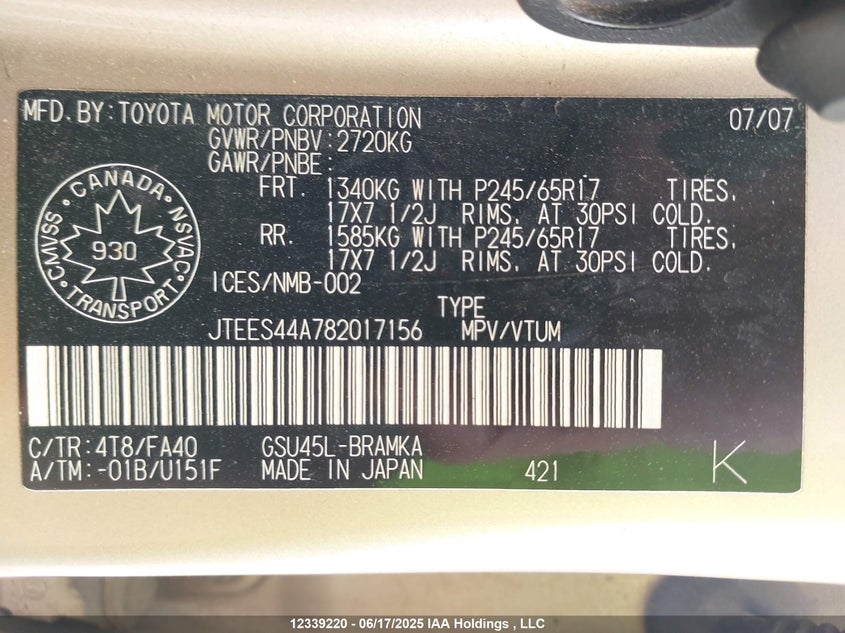 MFD.BY:TOYOTA MOTOR CORPORATION 07/07
GVWR/PNBV:2720KG
GAWR/PNBE:
FRT. 1340KG WITH P245/65R17 TIRES.
17X7 1/2J RIMS. AT 30PSI COLD.
RR. 1585KG WITH P245/65R17 TIRES.
17X7 1/2J RIMS. AT 30PSI COLD.
CANADA
CMVSS · NSVAC
930
TRANSPORT
ICES/NMB-002
TYPE
JTEES44A782017156 MPV/VTUM
C/TR:4T8/FA40 GSU45L-BRAMKA
A/TM:-01B/U151F MADE IN JAPAN 421 K
12339220 - 06/17/2025 IAA Holdings , LLC